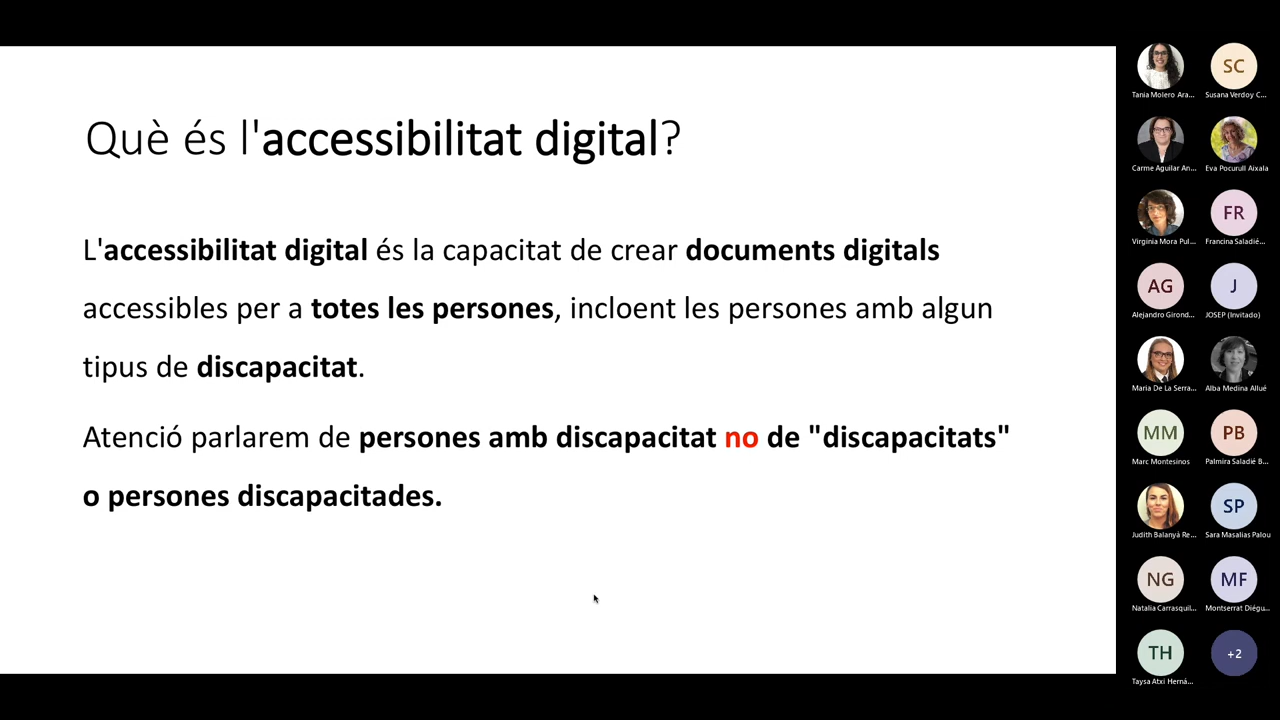 Què és l'accessibilitat digital?
L'accessibilitat digital és la capacitat de crear documents digitals
accessibles per a totes les persones, incloent les persones amb algun
tipus de discapacitat.
Atenció parlarem de persones amb discapacitat no de "discapacitats"
o persones discapacitades.
Tania Molero Ara...
SC
Susana Verdoy C...
Carme Aguilar An...
Eva Pocurull Aixala
Virginia Mora Pul...
FR
Francina Saladié...
AG
Alejandro Girond...
J
JOSEP (Invitado)
Maria De La Serra...
Alba Medina Allué
MM
Marc Montesinos
PB
Palmira Saladié B...
Judith Balanyà Re...
SP
Sara Masalias Palou
NG
Natalia Carrasquil...
MF
Montserrat Diégu...
TH
Taysa Atxi Herná...
+2